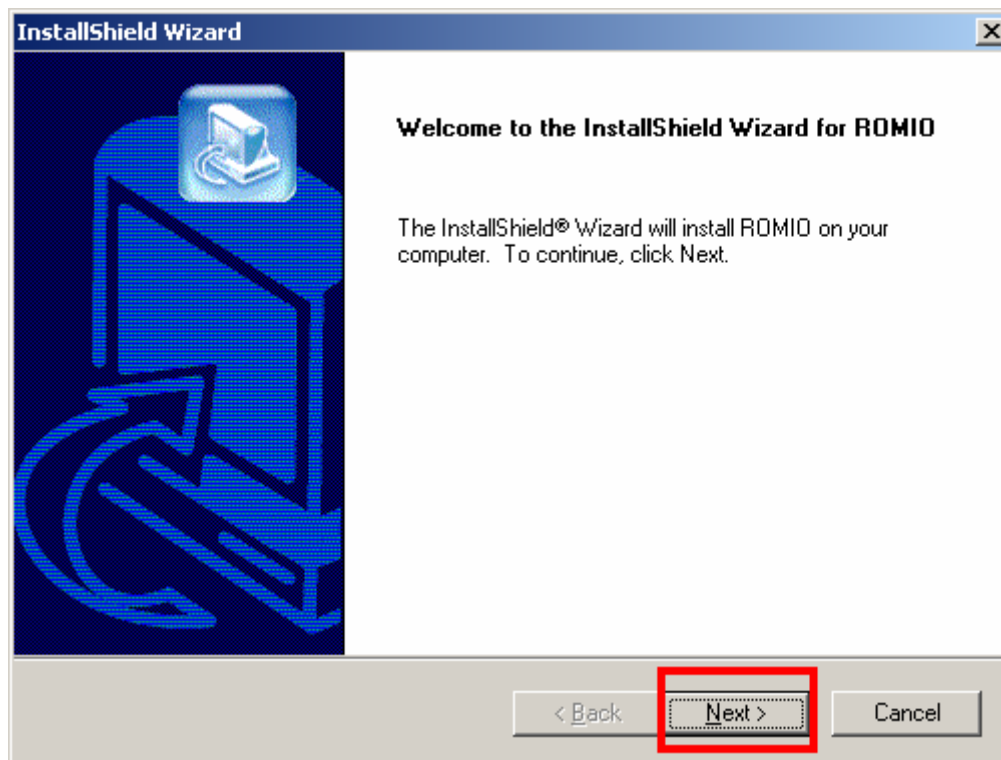 InstallShield Wizard
Welcome to the InstallShield Wizard for ROMIO
The InstallShield® Wizard will install ROMIO on your
computer. To continue, click Next.
< Back
Next >
Cancel